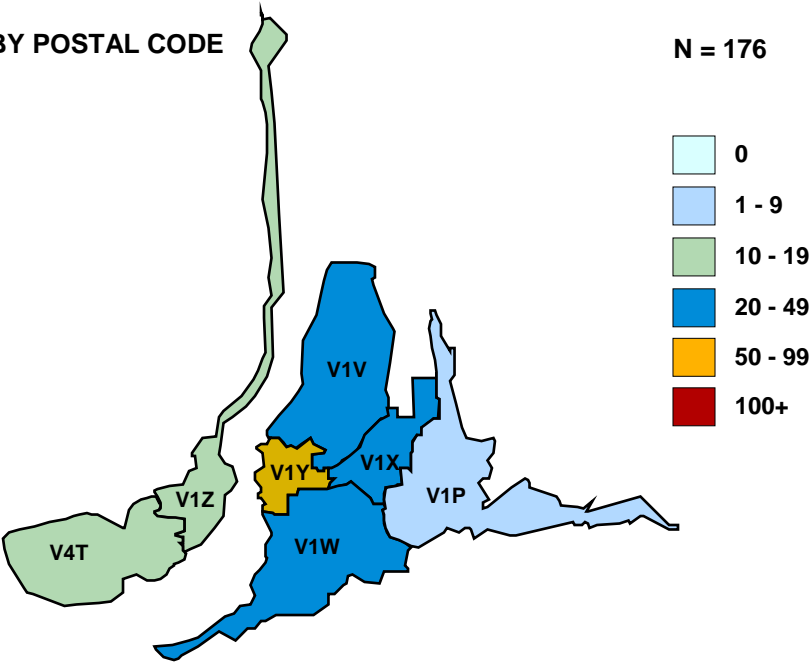 BY POSTAL CODE
N = 176
0
1 - 9
10 - 19
20 - 49
50 - 99
100+
V1V
V1X
V1Y
V1Z
V1P
V1W
V4T